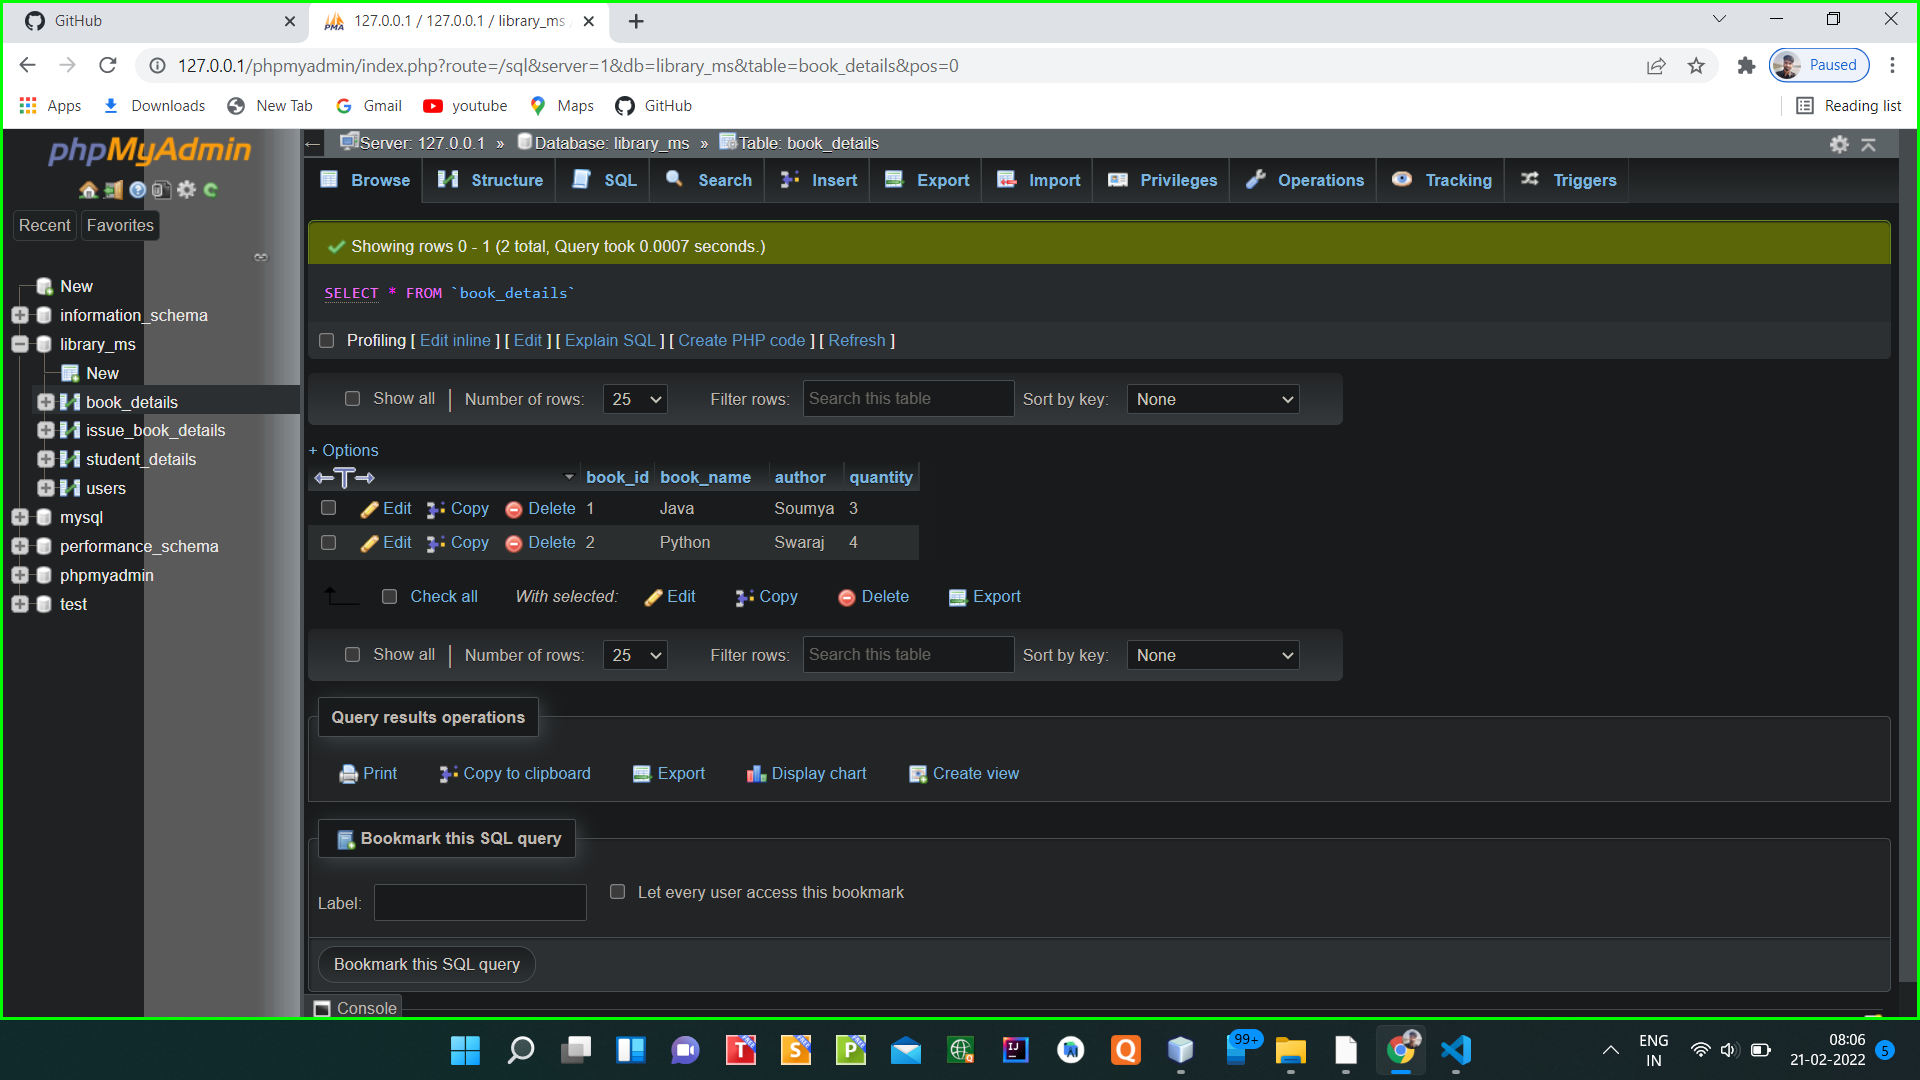 GitHub
127.0.0.1 / 127.0.0.1 / library_ms
127.0.0.1/phpmyadmin/index.php?route=/sql&server=1&db=library_ms&table=book_details&pos=0
Paused
Apps Downloads New Tab Gmail youtube Maps GitHub Reading list
phpMyAdmin
Recent Favorites
New
information_schema
library_ms
New
book_details
issue_book_details
student_details
users
mysql
performance_schema
phpmyadmin
test
Server: 127.0.0.1 » Database: library_ms » Table: book_details
Browse Structure SQL Search Insert Export Import Privileges Operations Tracking Triggers
Showing rows 0 - 1 (2 total, Query took 0.0007 seconds.)
SELECT * FROM `book_details`
Profiling [ Edit inline ] [ Edit ] [ Explain SQL ] [ Create PHP code ] [ Refresh ]
Show all | Number of rows: 25 Filter rows: Search this table Sort by key: None
+ Options
←T→ book_id book_name author quantity
Edit Copy Delete 1 Java Soumya 3
Edit Copy Delete 2 Python Swaraj 4
Check all With selected: Edit Copy Delete Export
Show all | Number of rows: 25 Filter rows: Search this table Sort by key: None
Query results operations
Print Copy to clipboard Export Display chart Create view
Bookmark this SQL query
Label: Let every user access this bookmark
Bookmark this SQL query
Console
99+
ENG
IN
08:06
21-02-2022
5